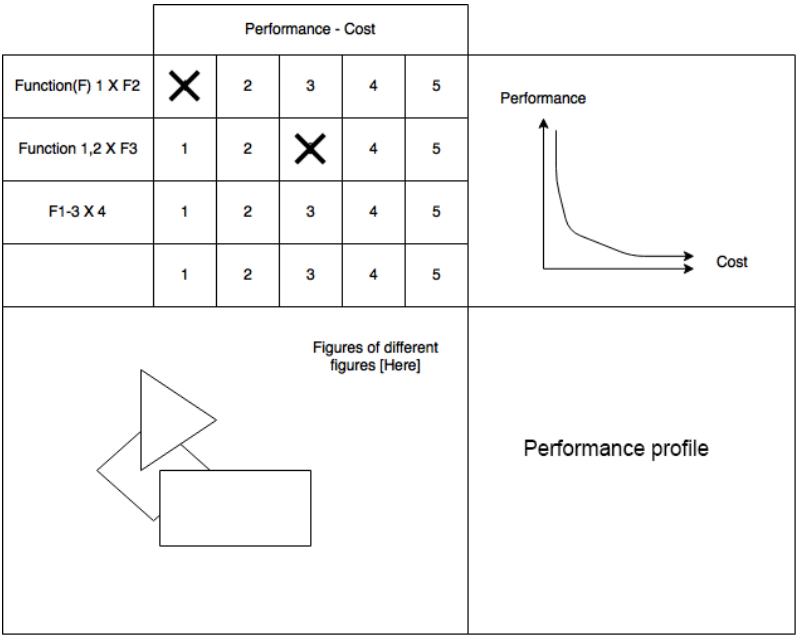 Performance - Cost
Function(F) 1 X F2
2 3 4 5
Function 1,2 X F3
1 2 4 5
F1-3 X 4
1 2 3 4 5
1 2 3 4 5
Performance
Cost
Figures of different
figures [Here]
Performance profile